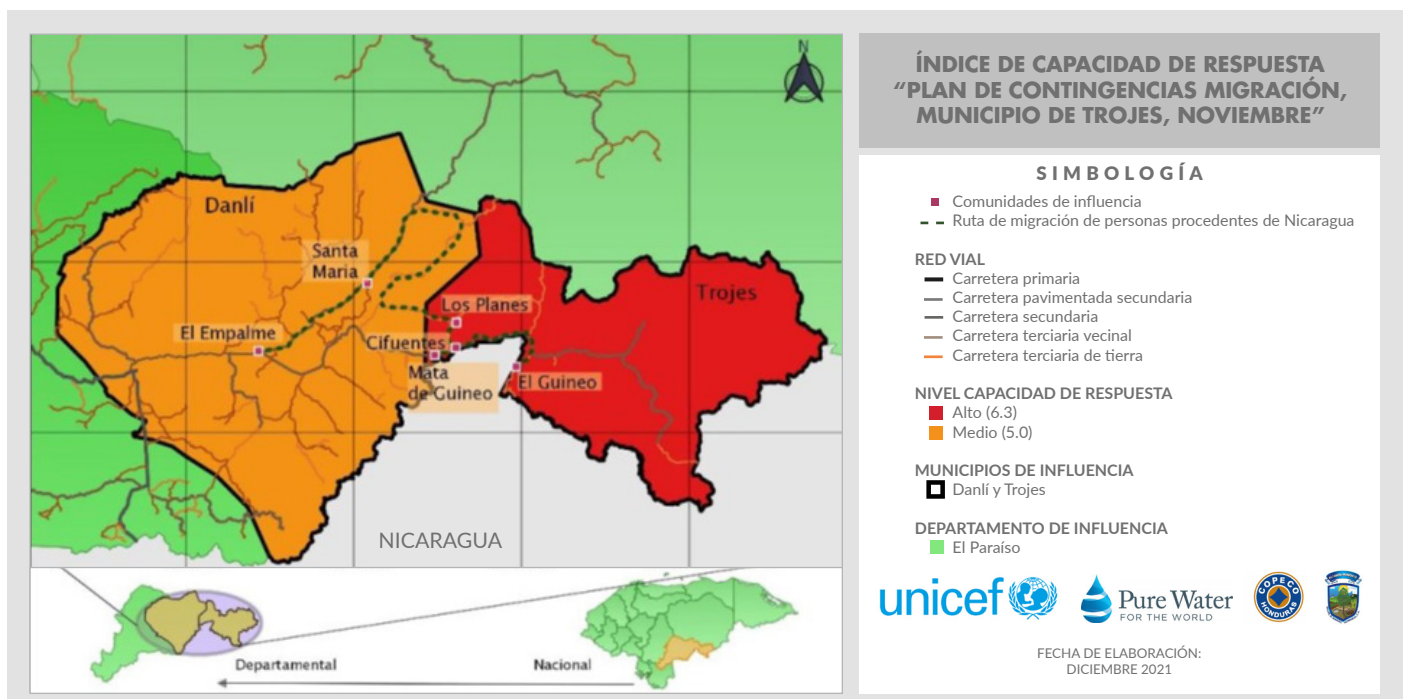 N
Danlí
Santa
Maria
Los Planes
Trojes
El Empalme
Cifuentes
Mata
de Guineo
El Guineo
NICARAGUA
Departamental
Nacional
ÍNDICE DE CAPACIDAD DE RESPUESTA
“PLAN DE CONTINGENCIAS MIGRACIÓN,
MUNICIPIO DE TROJES, NOVIEMBRE”
SIMBOLOGÍA
Comunidades de influencia
Ruta de migración de personas procedentes de Nicaragua
RED VIAL
Carretera primaria
Carretera pavimentada secundaria
Carretera secundaria
Carretera terciaria vecinal
Carretera terciaria de tierra
NIVEL CAPACIDAD DE RESPUESTA
Alto (6.3)
Medio (5.0)
MUNICIPIOS DE INFLUENCIA
Danlí y Trojes
DEPARTAMENTO DE INFLUENCIA
El Paraíso
unicef
Pure Water
FOR THE WORLD
COPECO
HONDURAS
FECHA DE ELABORACIÓN:
DICIEMBRE 2021